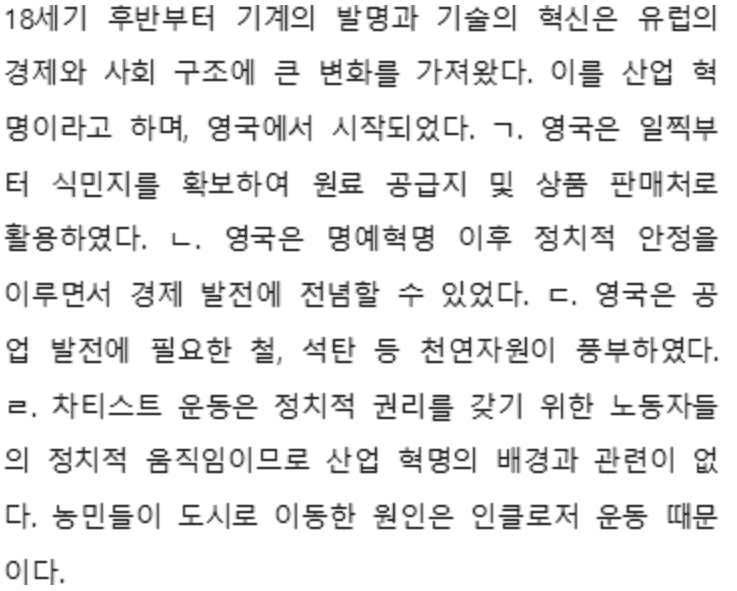 18세기 후반부터 기계의 발명과 기술의 혁신은 유럽의
경제와 사회 구조에 큰 변화를 가져왔다. 이를 산업 혁
명이라고 하며, 영국에서 시작되었다. ㄱ. 영국은 일찍부
터 식민지를 확보하여 원료 공급지 및 상품 판매처로
활용하였다. ㄴ. 영국은 명예혁명 이후 정치적 안정을
이루면서 경제 발전에 전념할 수 있었다. ㄷ. 영국은 공
업 발전에 필요한 철, 석탄 등 천연자원이 풍부하였다.
ㄹ. 차티스트 운동은 정치적 권리를 갖기 위한 노동자들
의 정치적 움직임이므로 산업 혁명의 배경과 관련이 없
다. 농민들이 도시로 이동한 원인은 인클로저 운동 때문
이다.